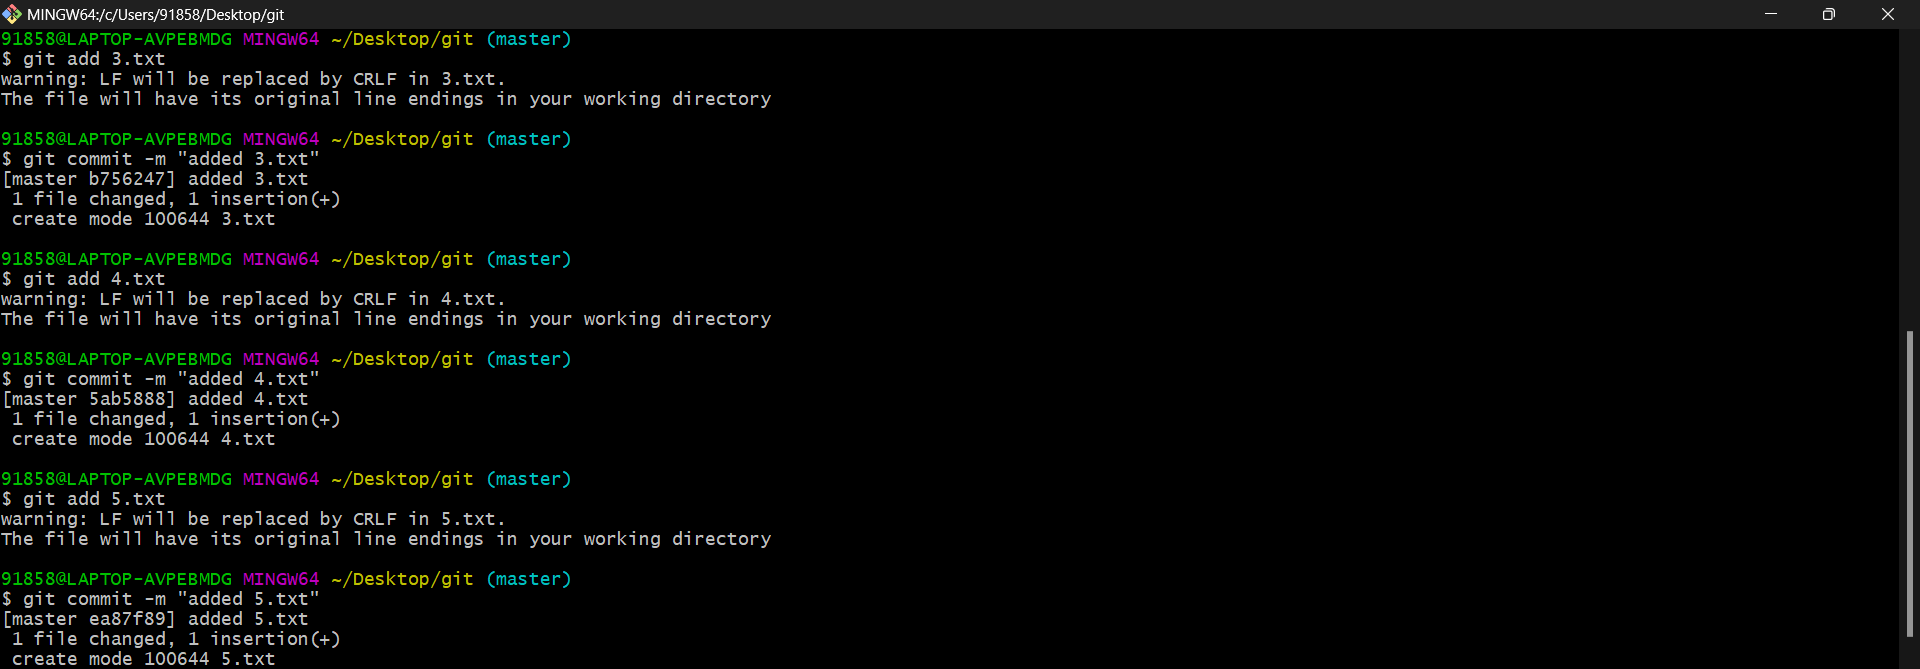 MINGW64:/c/Users/91858/Desktop/git
91858@LAPTOP-AVPEBMDG MINGW64 ~/Desktop/git (master)
$ git add 3.txt
warning: LF will be replaced by CRLF in 3.txt.
The file will have its original line endings in your working directory
91858@LAPTOP-AVPEBMDG MINGW64 ~/Desktop/git (master)
$ git commit -m "added 3.txt"
[master b756247] added 3.txt
1 file changed, 1 insertion(+)
create mode 100644 3.txt
91858@LAPTOP-AVPEBMDG MINGW64 ~/Desktop/git (master)
$ git add 4.txt
warning: LF will be replaced by CRLF in 4.txt.
The file will have its original line endings in your working directory
91858@LAPTOP-AVPEBMDG MINGW64 ~/Desktop/git (master)
$ git commit -m "added 4.txt"
[master 5ab5888] added 4.txt
1 file changed, 1 insertion(+)
create mode 100644 4.txt
91858@LAPTOP-AVPEBMDG MINGW64 ~/Desktop/git (master)
$ git add 5.txt
warning: LF will be replaced by CRLF in 5.txt.
The file will have its original line endings in your working directory
91858@LAPTOP-AVPEBMDG MINGW64 ~/Desktop/git (master)
$ git commit -m "added 5.txt"
[master ea87f89] added 5.txt
1 file changed, 1 insertion(+)
create mode 100644 5.txt